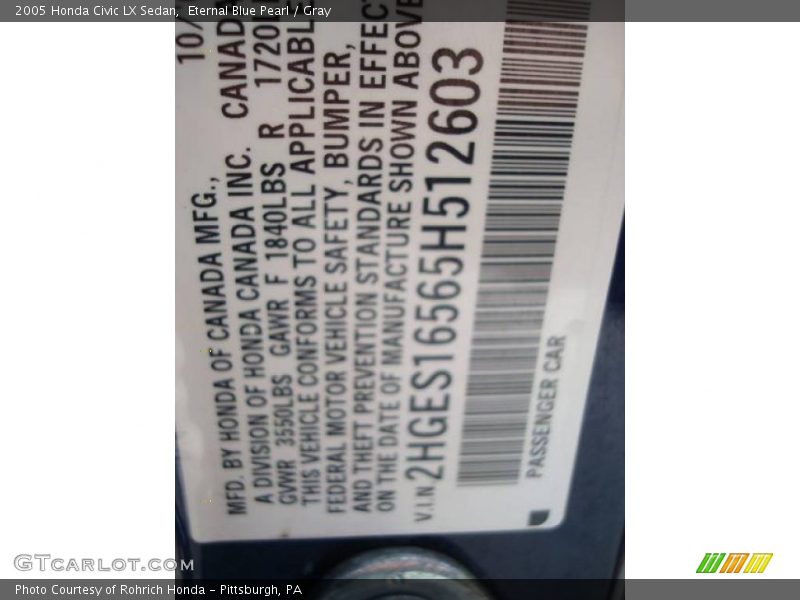 2005 Honda Civic LX Sedan, Eternal Blue Pearl / Gray
10/
MFD. BY HONDA OF CANADA MFG.,
A DIVISION OF HONDA CANADA INC. CANADA
GVWR 3550LBS GAWR F 1840LBS R 1720
THIS VEHICLE CONFORMS TO ALL APPLICABL
FEDERAL MOTOR VEHICLE SAFETY, BUMPER,
AND THEFT PREVENTION STANDARDS IN EFFEC
ON THE DATE OF MANUFACTURE SHOWN ABOVE
V.I.N. 2HGES16565H512603
PASSENGER CAR
GTCARLOT.COM
Photo Courtesy of Rohrich Honda - Pittsburgh, PA